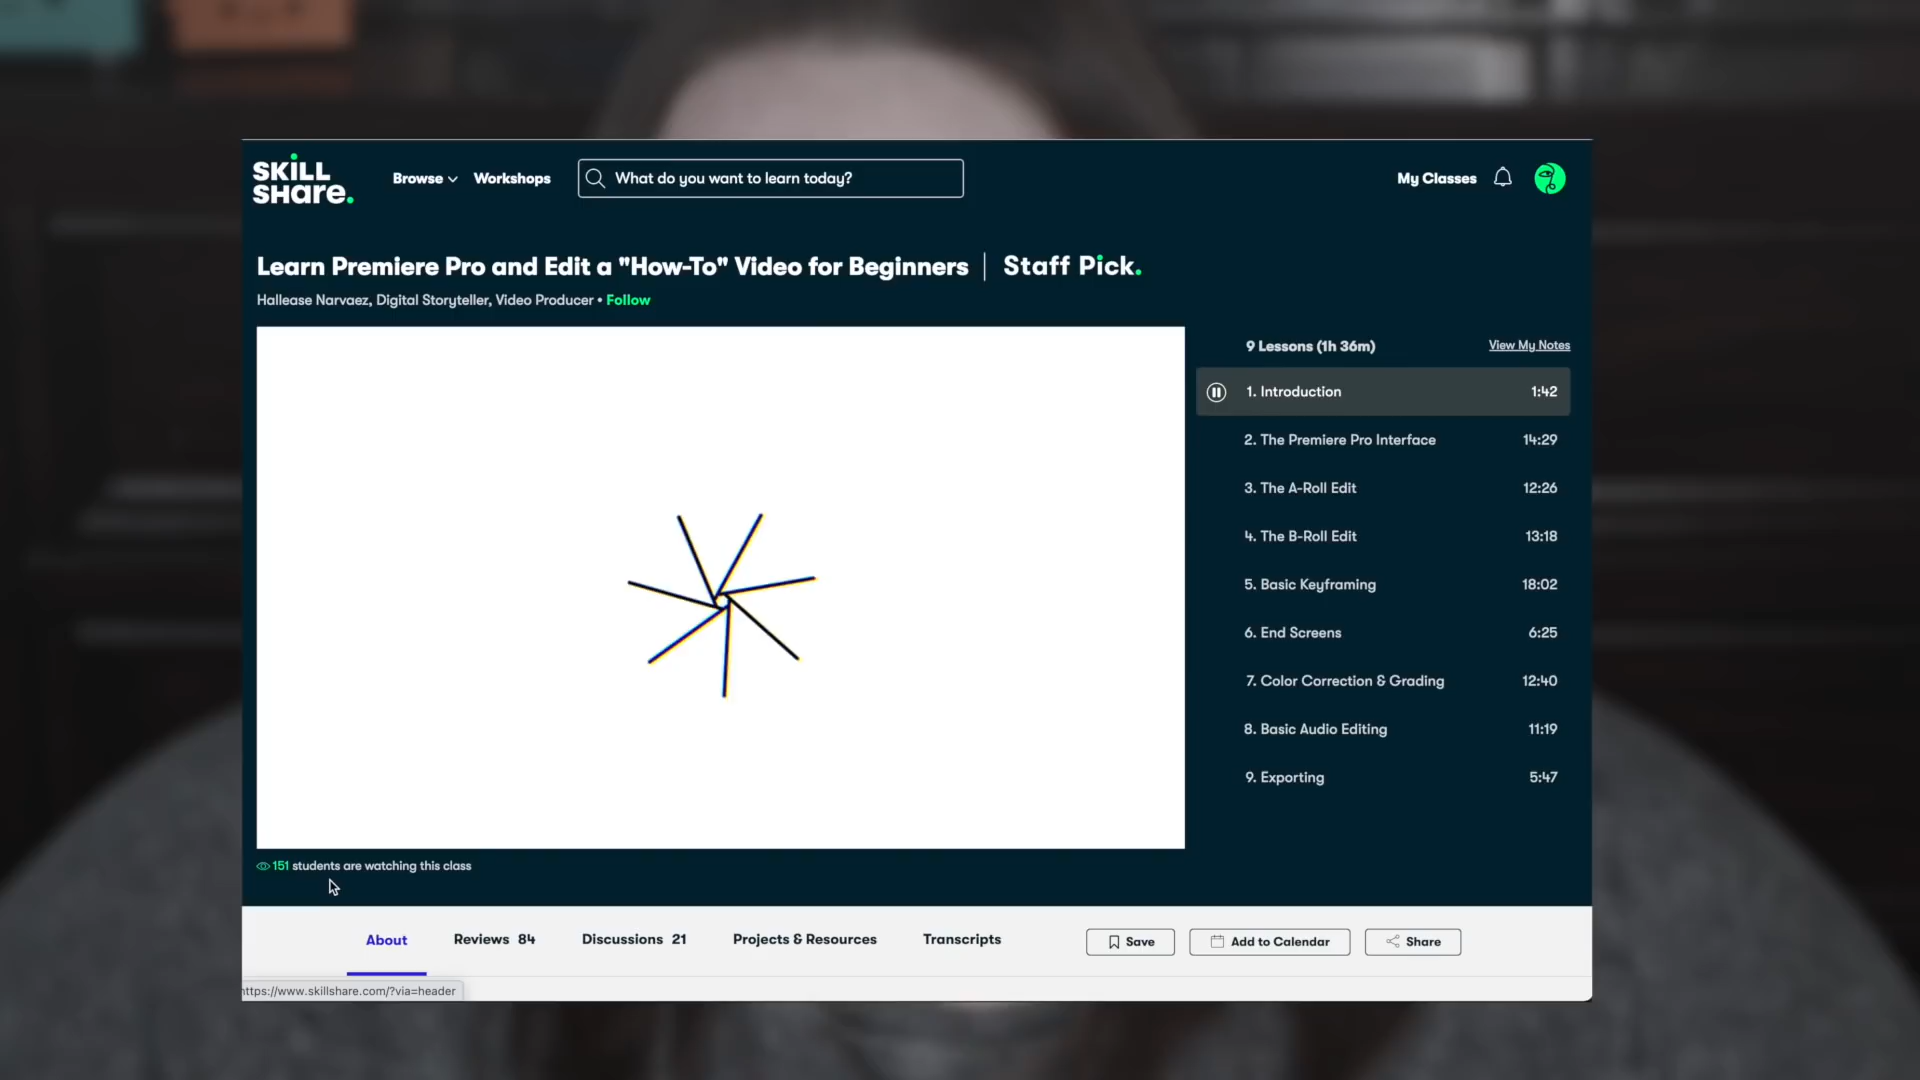 SKiLL
SHare.
Browse
Workshops
What do you want to learn today?
My Classes
Learn Premiere Pro and Edit a "How-To" Video for Beginners
Staff Pick.
Hallease Narvaez, Digital Storyteller, Video Producer • Follow
9 Lessons (1h 36m)
View My Notes
1. Introduction 1:42
2. The Premiere Pro Interface 14:29
3. The A-Roll Edit 12:26
4. The B-Roll Edit 13:18
5. Basic Keyframing 18:02
6. End Screens 6:25
7. Color Correction & Grading 12:40
8. Basic Audio Editing 11:19
9. Exporting 5:47
151 students are watching this class
About
Reviews 84
Discussions 21
Projects & Resources
Transcripts
Save
Add to Calendar
Share
https://www.skillshare.com/?via=header